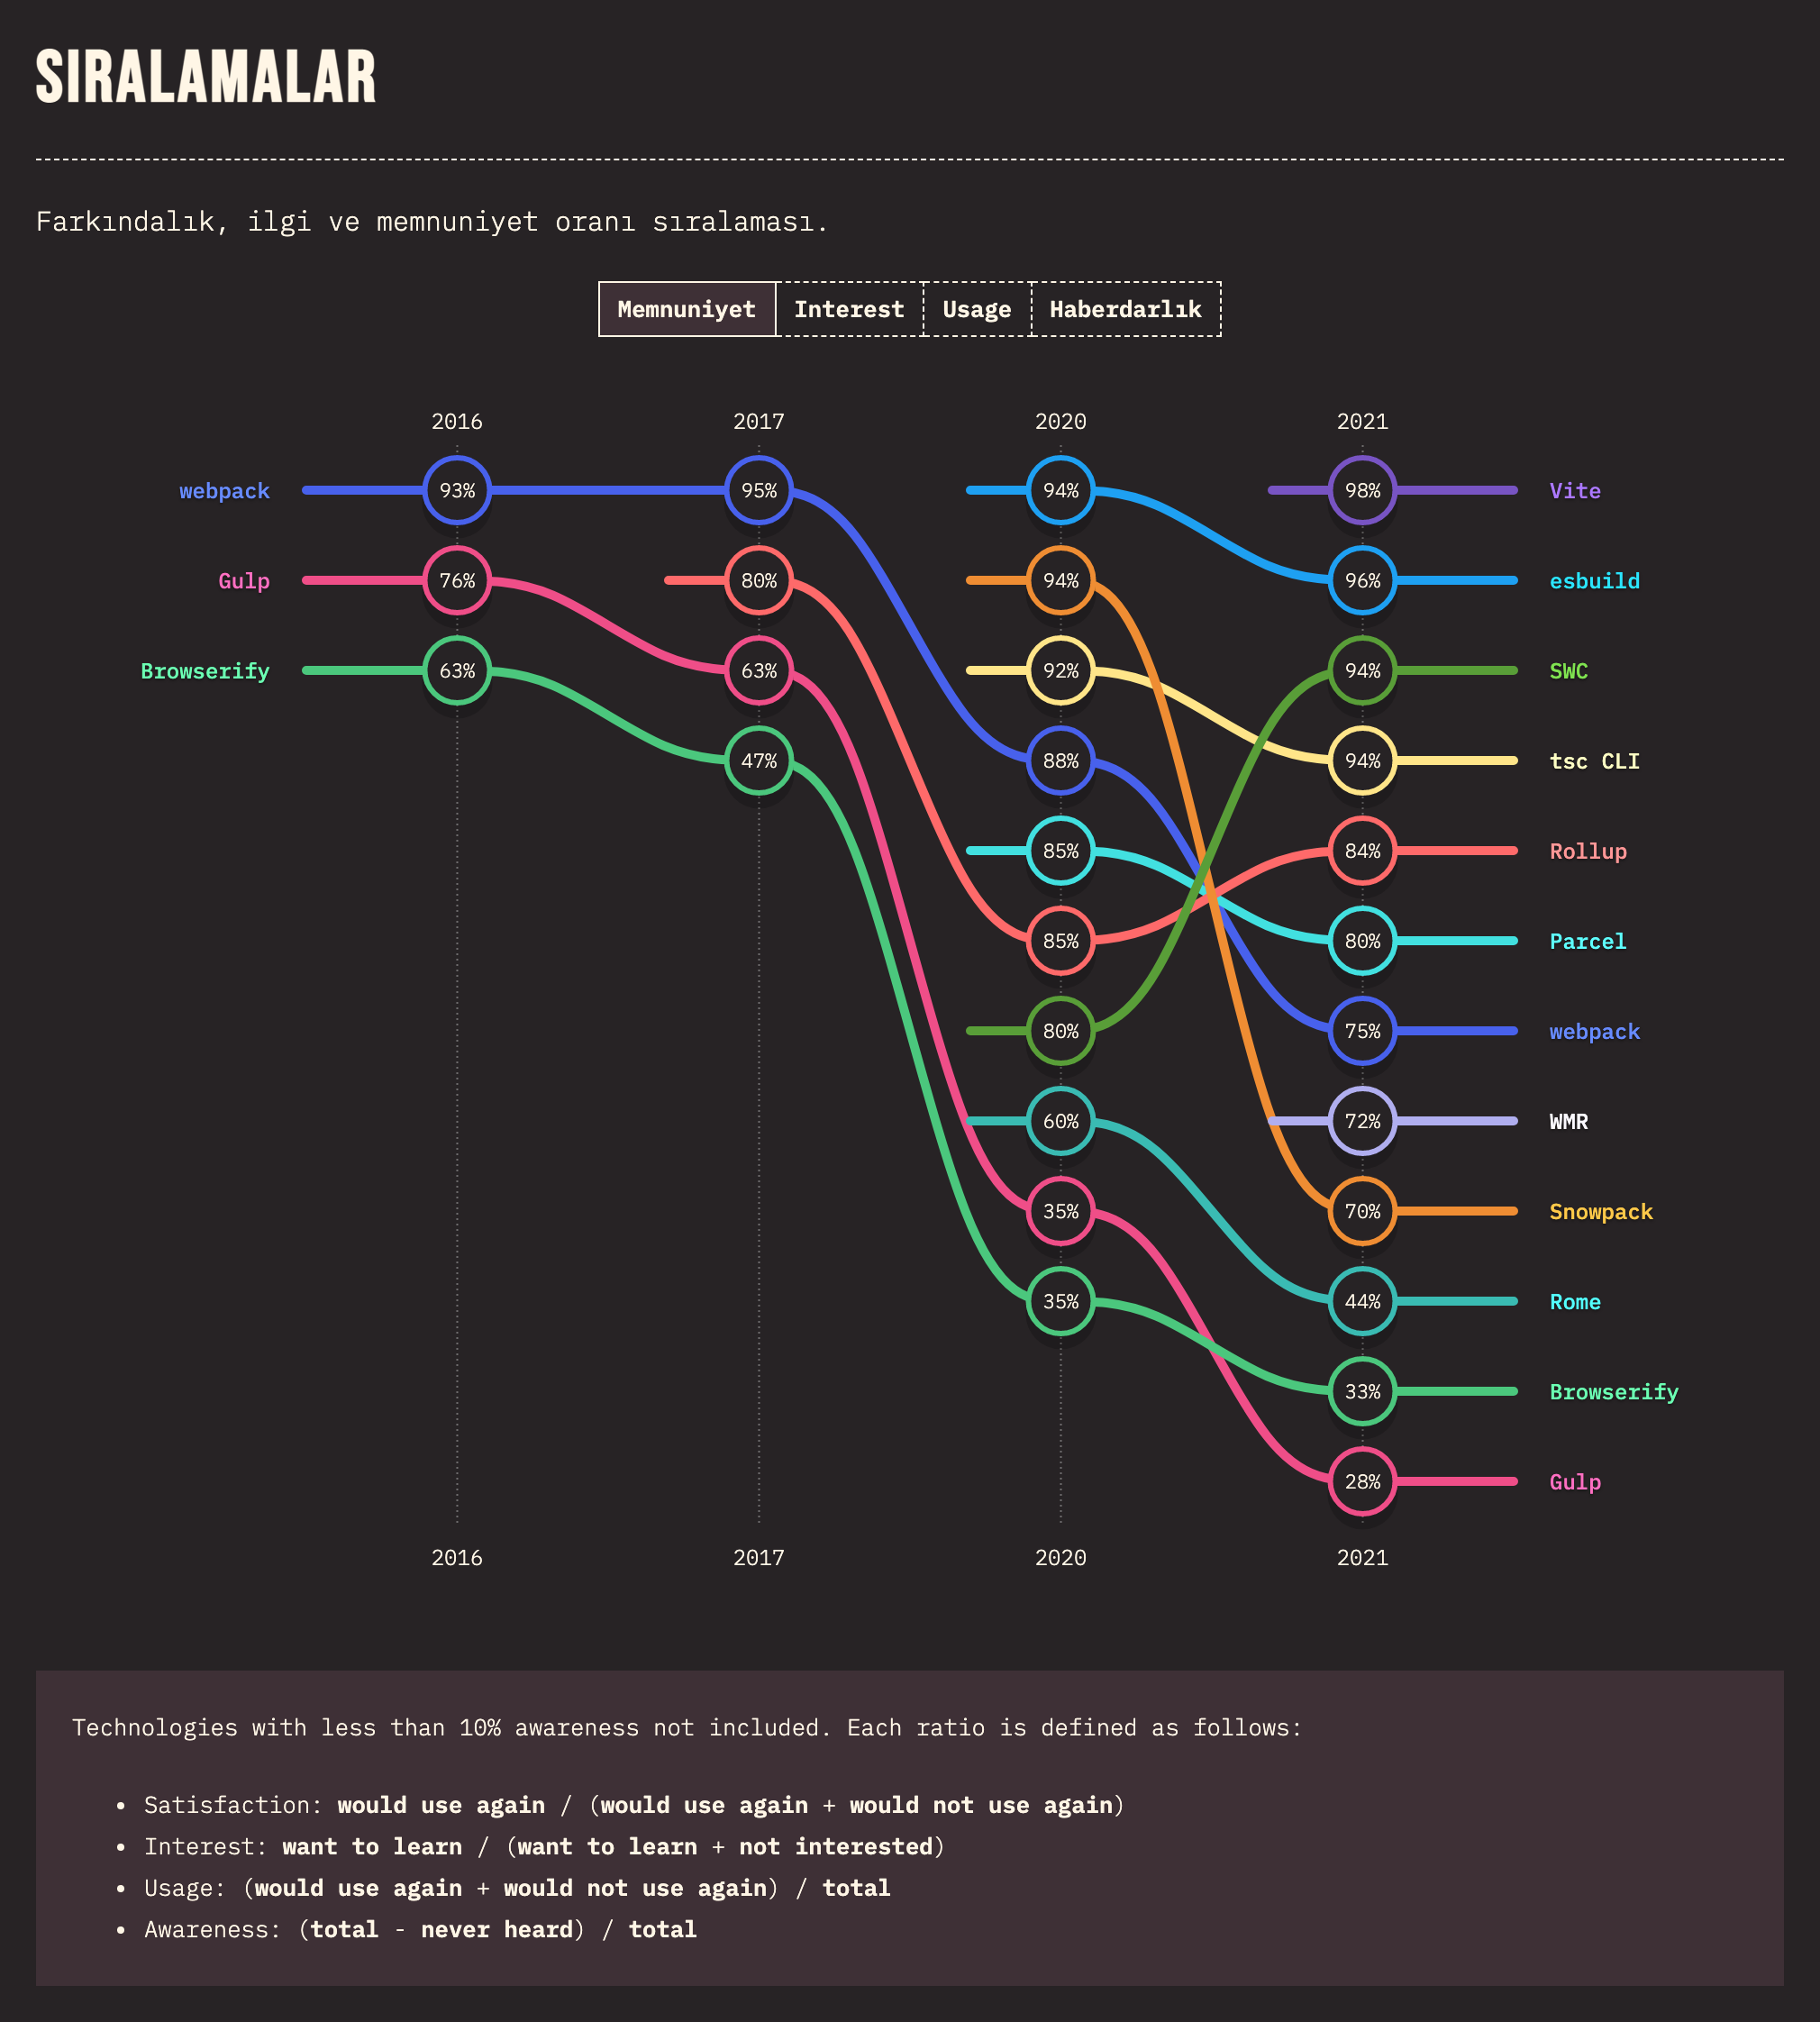 SIRALAMALAR
Farkındalık, ilgi ve memnuniyet oranı sıralaması.
Memnuniyet Interest Usage Haberdarlık
2016 2017 2020 2021
webpack 93% 95% 94% 98% Vite
Gulp 76% 80% 94% 96% esbuild
Browserify 63% 63% 92% 94% SWC
47% 88% 94% tsc CLI
85% 84% Rollup
85% 80% Parcel
80% 75% webpack
60% 72% WMR
35% 70% Snowpack
35% 44% Rome
33% Browserify
28% Gulp
2016 2017 2020 2021
Technologies with less than 10% awareness not included. Each ratio is defined as follows:
• Satisfaction: would use again / (would use again + would not use again)
• Interest: want to learn / (want to learn + not interested)
• Usage: (would use again + would not use again) / total
• Awareness: (total - never heard) / total